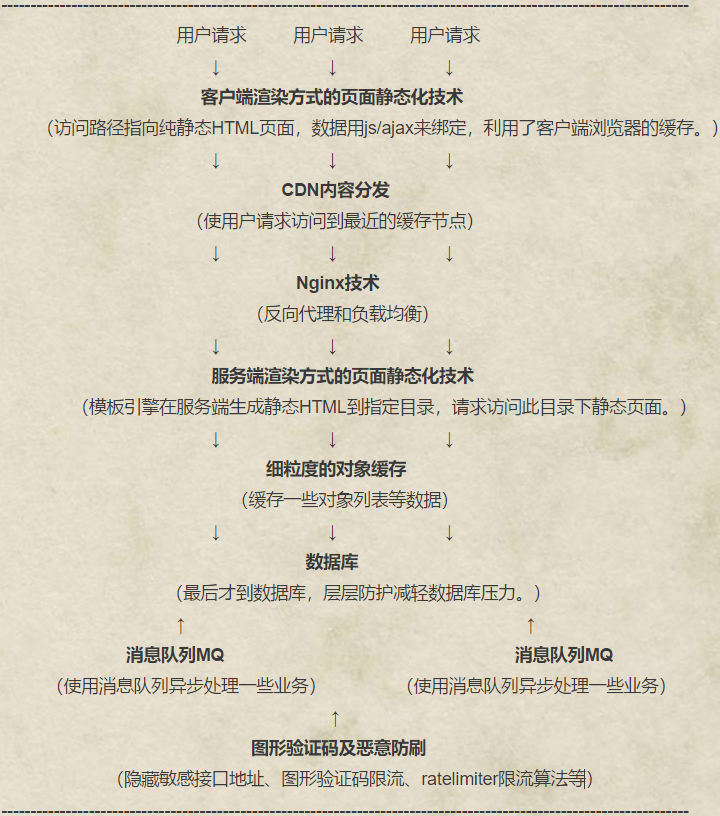 用户请求 用户请求 用户请求
↓ ↓ ↓
客户端渲染方式的页面静态化技术
（访问路径指向纯静态HTML页面，数据用js/ajax来绑定，利用了客户端浏览器的缓存。）
↓ ↓ ↓
CDN内容分发
（使用户请求访问到最近的缓存节点）
↓ ↓ ↓
Nginx技术
（反向代理和负载均衡）
↓ ↓ ↓
服务端渲染方式的页面静态化技术
（模板引擎在服务端生成静态HTML到指定目录，请求访问此目录下静态页面。）
↓ ↓ ↓
细粒度的对象缓存
（缓存一些对象列表等数据）
↓ ↓ ↓
数据库
（最后才到数据库，层层防护减轻数据库压力。）
↑ ↑
消息队列MQ 消息队列MQ
（使用消息队列异步处理一些业务） （使用消息队列异步处理一些业务）
↑
图形验证码及恶意防刷
（隐藏敏感接口地址、图形验证码限流、ratelimiter限流算法等）